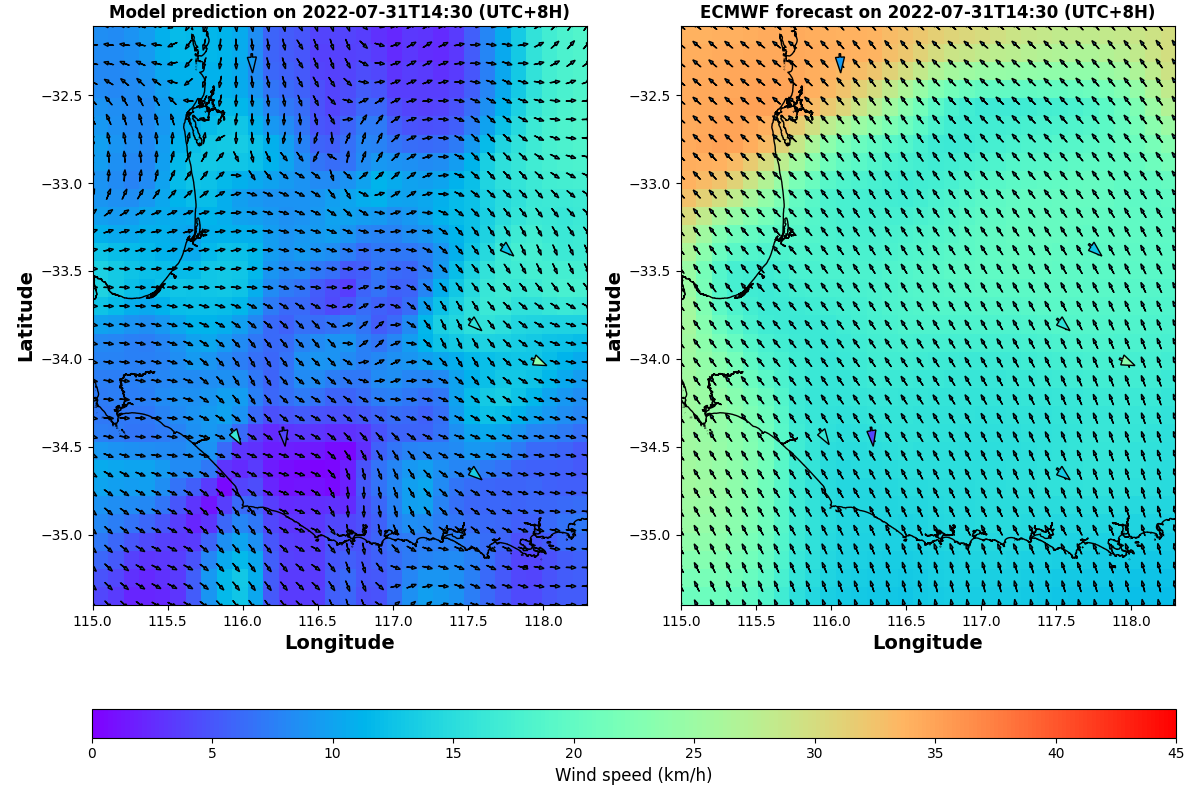 Model prediction on 2022-07-31T14:30 (UTC+8H)
ECMWF forecast on 2022-07-31T14:30 (UTC+8H)
Latitude
−32.5
−33.0
−33.5
−34.0
−34.5
−35.0
115.0 115.5 116.0 116.5 117.0 117.5 118.0
Longitude
Latitude
−32.5
−33.0
−33.5
−34.0
−34.5
−35.0
115.0 115.5 116.0 116.5 117.0 117.5 118.0
Longitude
0 5 10 15 20 25 30 35 40 45
Wind speed (km/h)